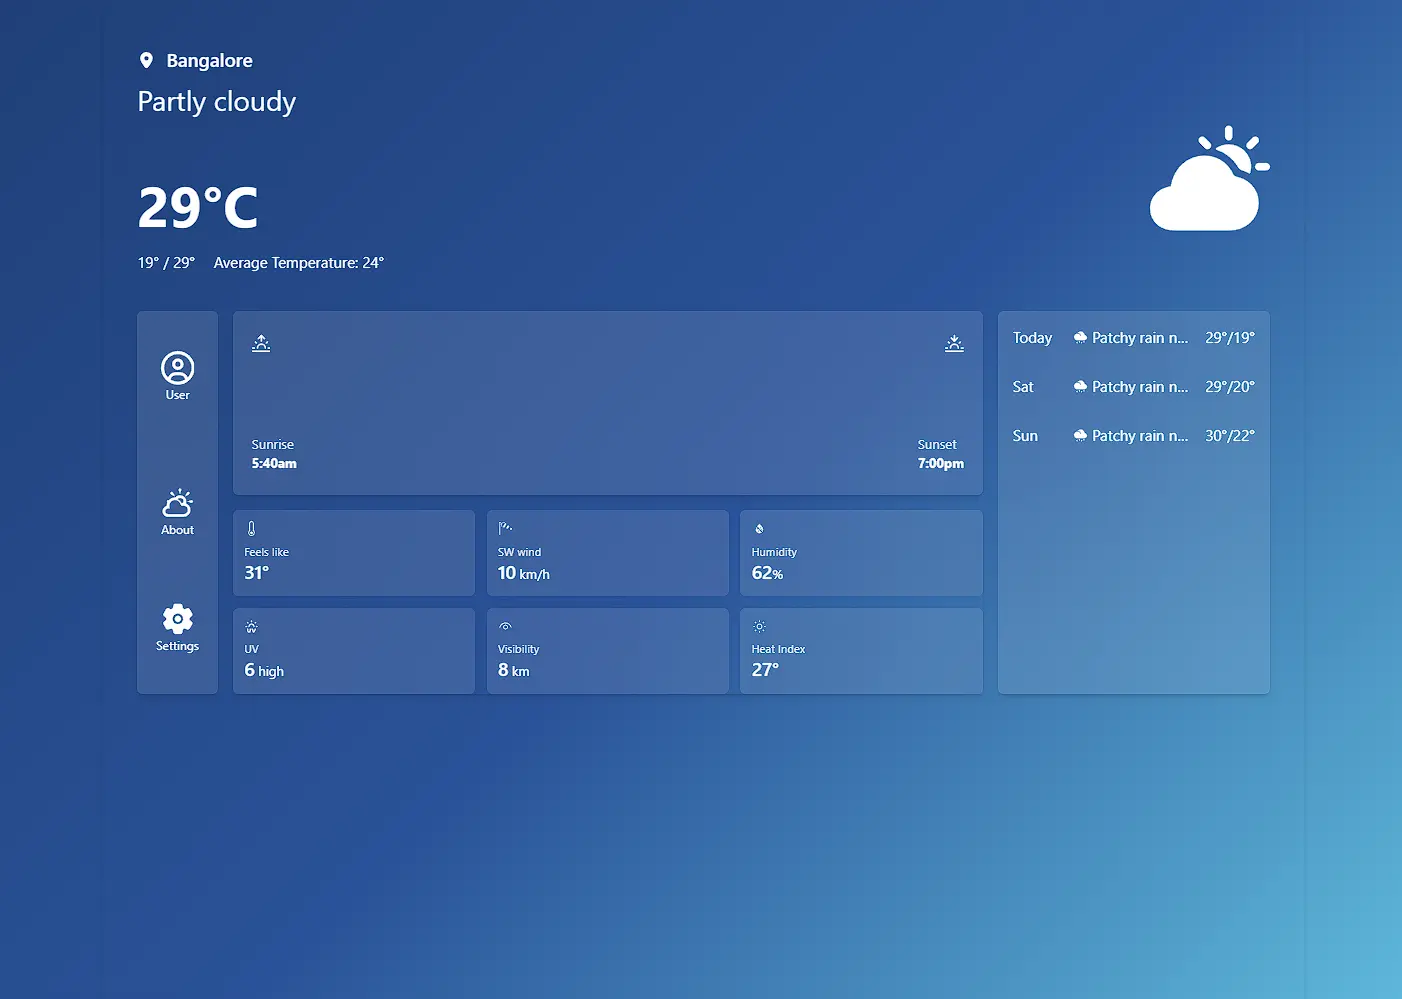 Bangalore
Partly cloudy
29°C
19° / 29° Average Temperature: 24°
User
About
Settings
Sunrise
5:40am
Sunset
7:00pm
Feels like
31°
SW wind
10 km/h
Humidity
62%
UV
UV
6 high
Visibility
8 km
Heat Index
27°
Today Patchy rain n... 29°/19°
Sat Patchy rain n... 29°/20°
Sun Patchy rain n... 30°/22°